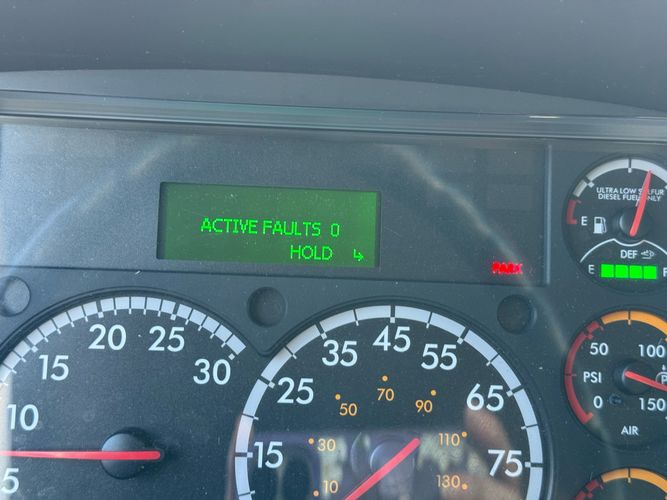 ACTIVE FAULTS 0
HOLD ↳
PARK
ULTRA LOW SULFUR
DIESEL FUEL ONLY
E
DEF
E F
5 10 15 20 25 30
15 25 35 45 55 65 75
10 30 50 70 90 110 130
50 100
PSI
0 150
AIR